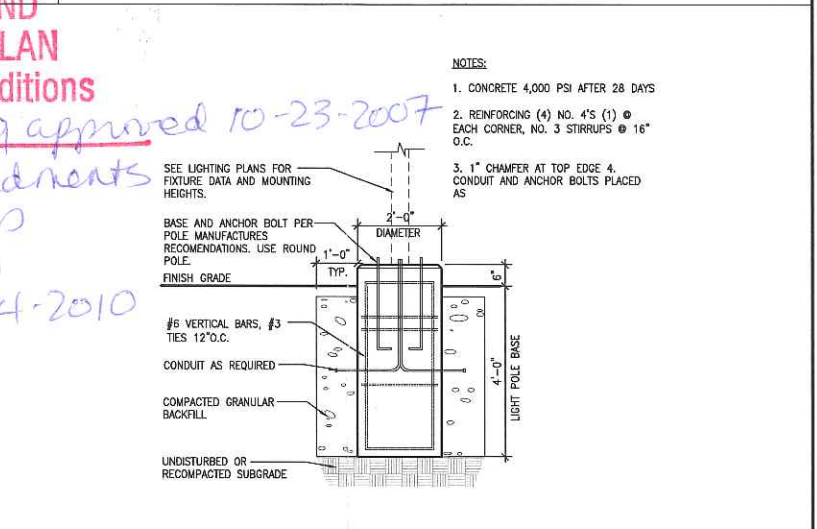 ND
LAN
ditions
approved 10-23-2007
4-2010
NOTES:
1. CONCRETE 4,000 PSI AFTER 28 DAYS
2. REINFORCING (4) NO. 4'S (1) @
EACH CORNER, NO. 3 STIRRUPS @ 16"
O.C.
3. 1" CHAMFER AT TOP EDGE 4.
CONDUIT AND ANCHOR BOLTS PLACED
AS
SEE LIGHTING PLANS FOR
FIXTURE DATA AND MOUNTING
HEIGHTS.
BASE AND ANCHOR BOLT PER
POLE MANUFACTURES
RECOMENDATIONS. USE ROUND
POLE.
2'-0"
DIAMETER
1'-0"
TYP.
FINISH GRADE
6"
#6 VERTICAL BARS, #3
TIES 12"O.C.
CONDUIT AS REQUIRED
4'-0"
LIGHT POLE BASE
COMPACTED GRANULAR
BACKFILL
UNDISTURBED OR
RECOMPACTED SUBGRADE